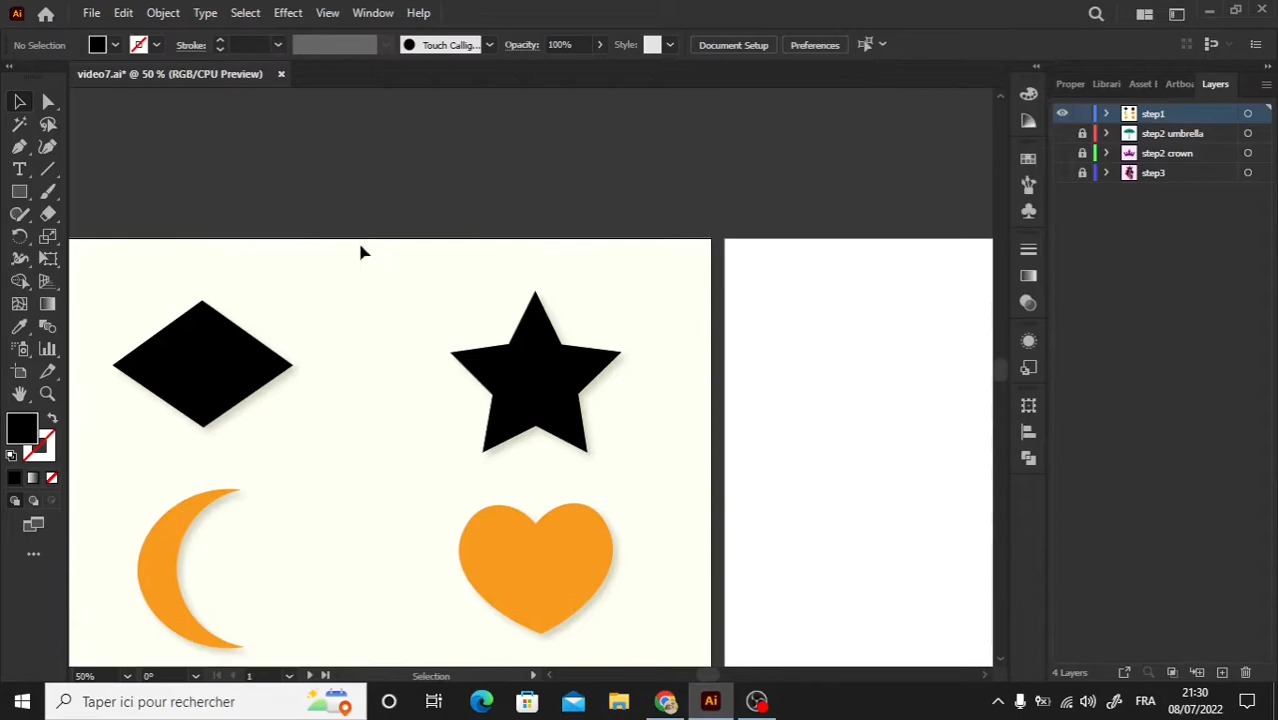 Ai File Edit Object Type Select Effect View Window Help
No Selection Stroke: Touch Callig... Opacity: 100% Style: Document Setup Preferences
video7.ai* @ 50 % (RGB/CPU Preview) ×
Proper Librari Asset E Artboa Layers
step1
step2 umbrella
step2 crown
step3
50% 0° 1 Selection 4 Layers
Taper ici pour rechercher Ai FRA 21:30
08/07/2022